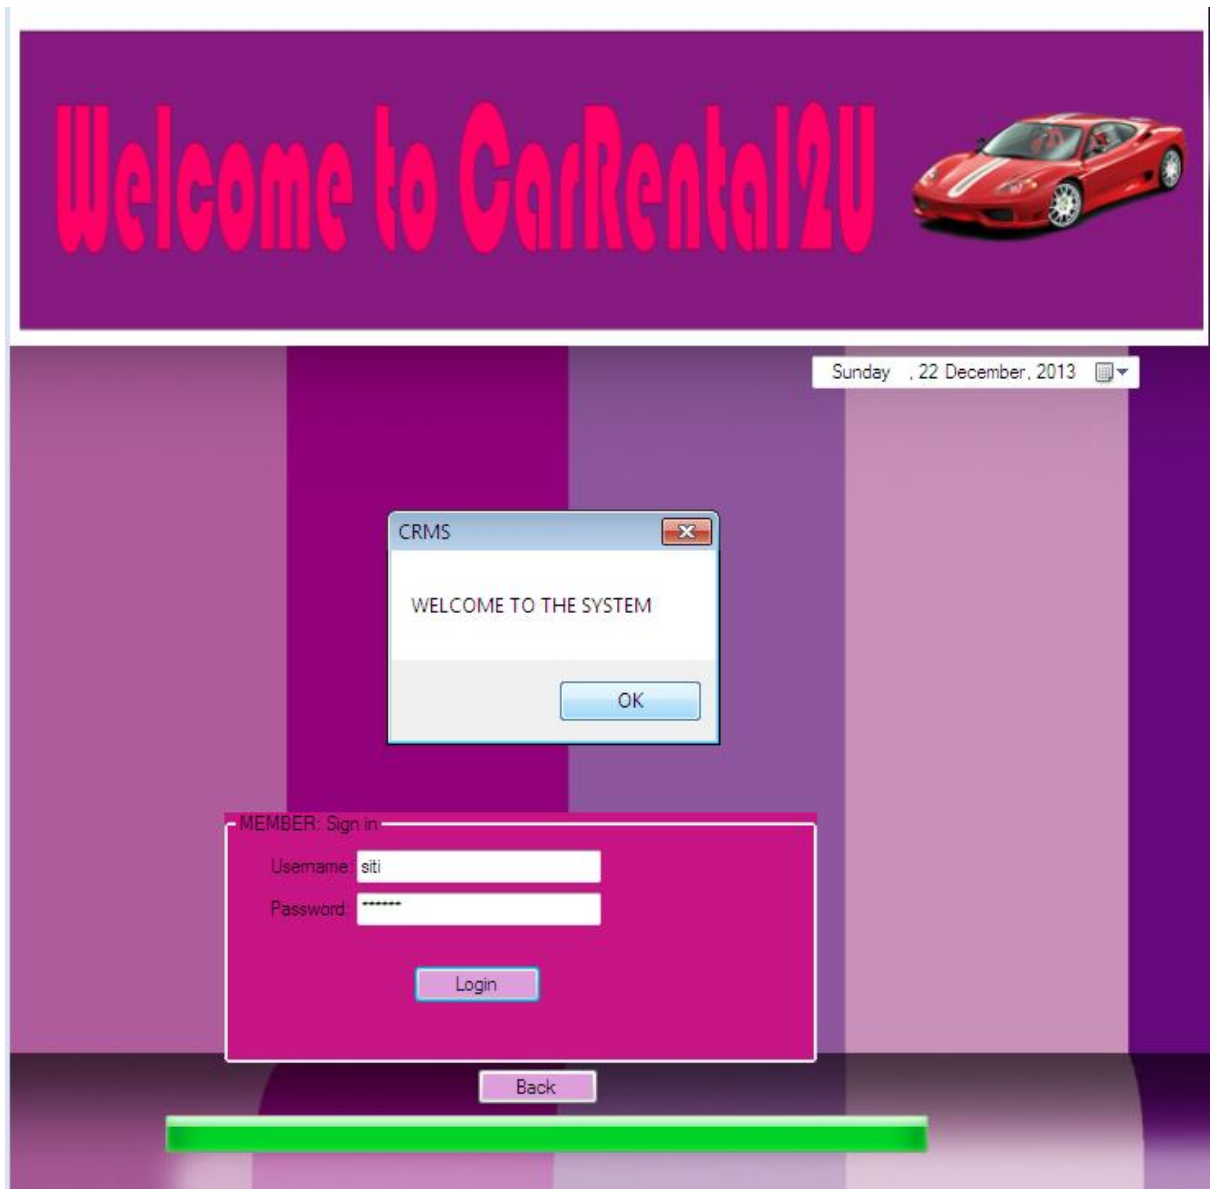 Welcome to CarRental2U
Sunday , 22 December, 2013
CRMS
WELCOME TO THE SYSTEM
OK
MEMBER: Sign in
Username: siti
Password: ******
Login
Back